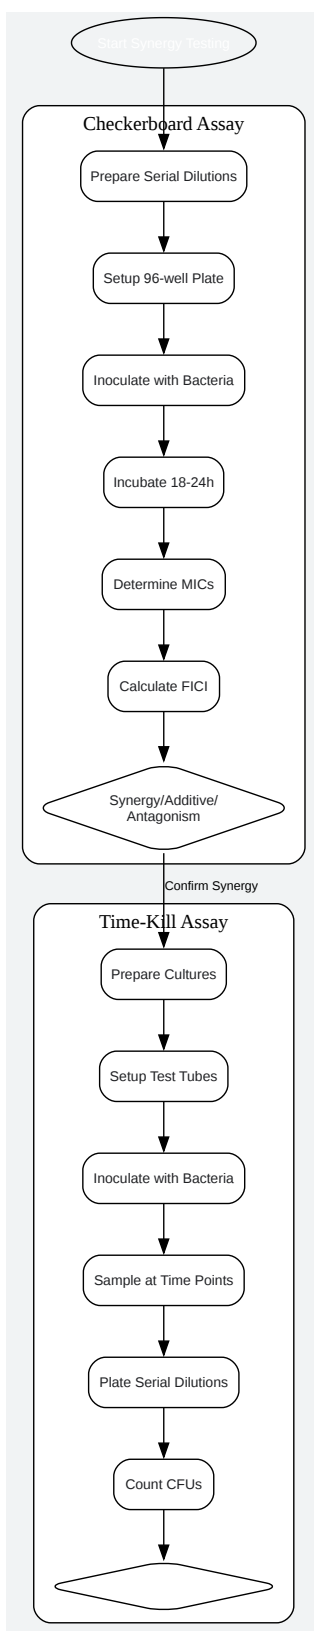 Start Synergy Testing
Checkerboard Assay
Prepare Serial Dilutions
Setup 96-well Plate
Inoculate with Bacteria
Incubate 18-24h
Determine MICs
Calculate FICI
Synergy/Additive/
Antagonism
Confirm Synergy
Time-Kill Assay
Prepare Cultures
Setup Test Tubes
Inoculate with Bacteria
Sample at Time Points
Plate Serial Dilutions
Count CFUs